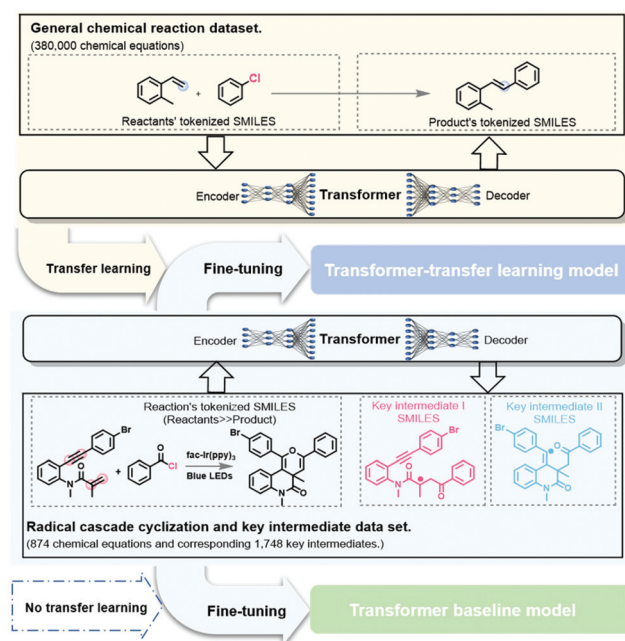 General chemical reaction dataset.
(380,000 chemical equations)
Cl
+
Reactants' tokenized SMILES
Product's tokenized SMILES
Encoder
Transformer
Decoder
Transfer learning
Fine-tuning
Transformer-transfer learning model
Encoder
Transformer
Decoder
Reaction's tokenized SMILES
(Reactants>>Product)
Br
O
Cl
+
N
O
fac-Ir(ppy)3
Blue LEDs
Br
O
N
O
Key intermediate I
SMILES
Br
O
N
O
Key intermediate II
SMILES
Br
O
N
O
Radical cascade cyclization and key intermediate data set.
(874 chemical equations and corresponding 1,748 key intermediates.)
No transfer learning
Fine-tuning
Transformer baseline model